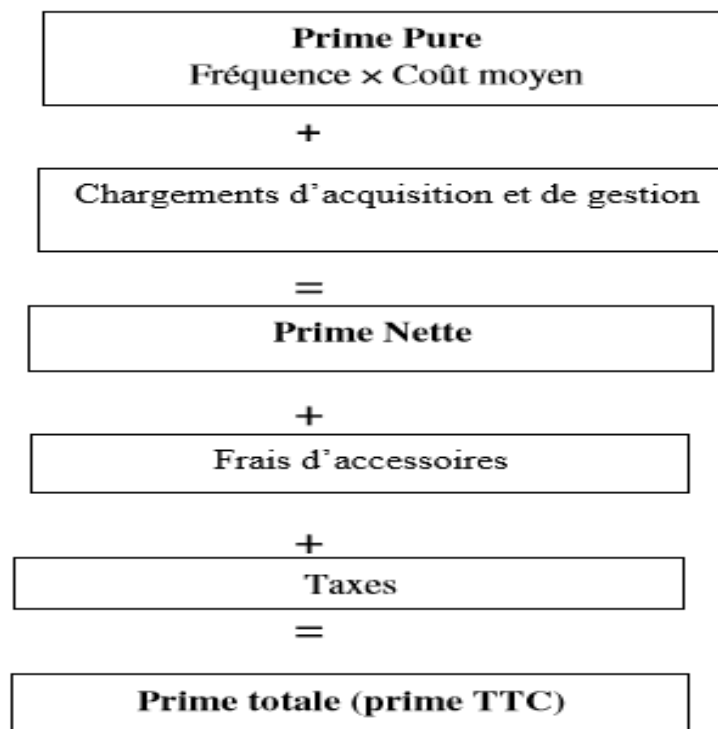 Prime Pure
Fréquence × Coût moyen
+
Chargements d'acquisition et de gestion
=
Prime Nette
+
Frais d'accessoires
+
Taxes
=
Prime totale (prime TTC)